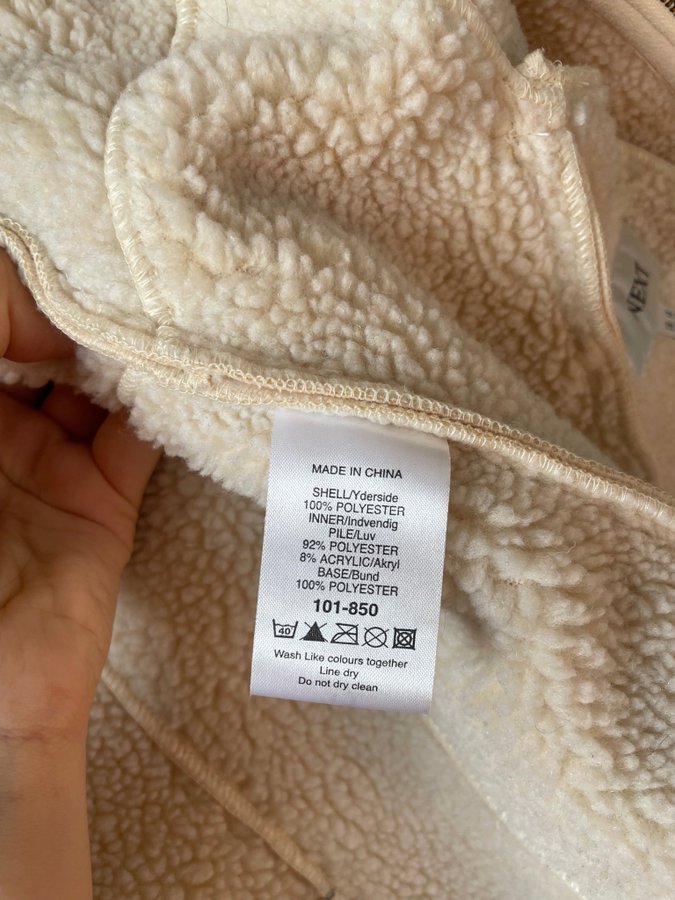 NEXT
MADE IN CHINA
SHELL/Yderside
100% POLYESTER
INNER/Indvendig
PILE/Luv
92% POLYESTER
8% ACRYLIC/Akryl
BASE/Bund
100% POLYESTER
101-850
40
Wash Like colours together
Line dry
Do not dry clean